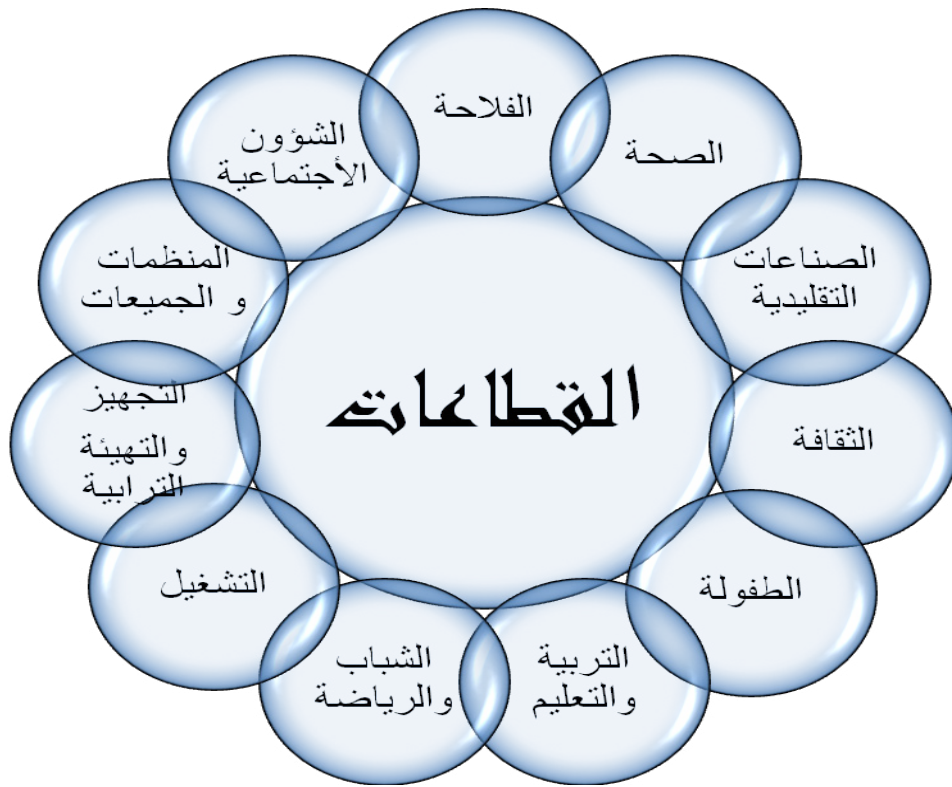 القطاعات
الفلاحة
الصحة
الصناعات
التقليدية
الثقافة
الطفولة
التربية
والتعليم
الشباب
والرياضة
التشغيل
التجهيز
والتهيئة
الترابية
المنظمات
و الجميعات
الشؤون
الأجتماعية